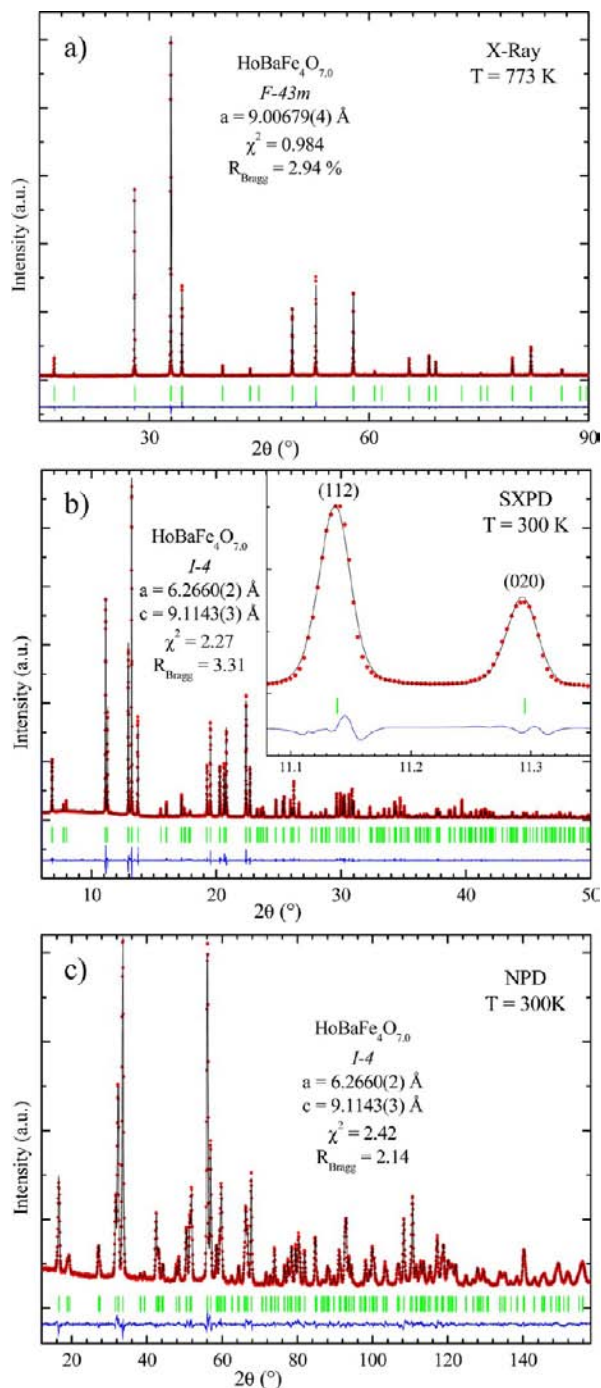 a)
X-Ray
T = 773 K
HoBaFe₄O₇.₀
F-43m
a = 9.00679(4) Å
χ² = 0.984
R_Bragg = 2.94 %
Intensity (a.u.)
30 60 90
2θ (°)
b)
SXPD
T = 300 K
HoBaFe₄O₇.₀
I-4
a = 6.2660(2) Å
c = 9.1143(3) Å
χ² = 2.27
R_Bragg = 3.31
(112)
(020)
11.1 11.2 11.3
Intensity (a.u.)
10 20 30 40 50
2θ (°)
c)
NPD
T = 300K
HoBaFe₄O₇.₀
I-4
a = 6.2660(2) Å
c = 9.1143(3) Å
χ² = 2.42
R_Bragg = 2.14
Intensity (a.u.)
20 40 60 80 100 120 140
2θ (°)